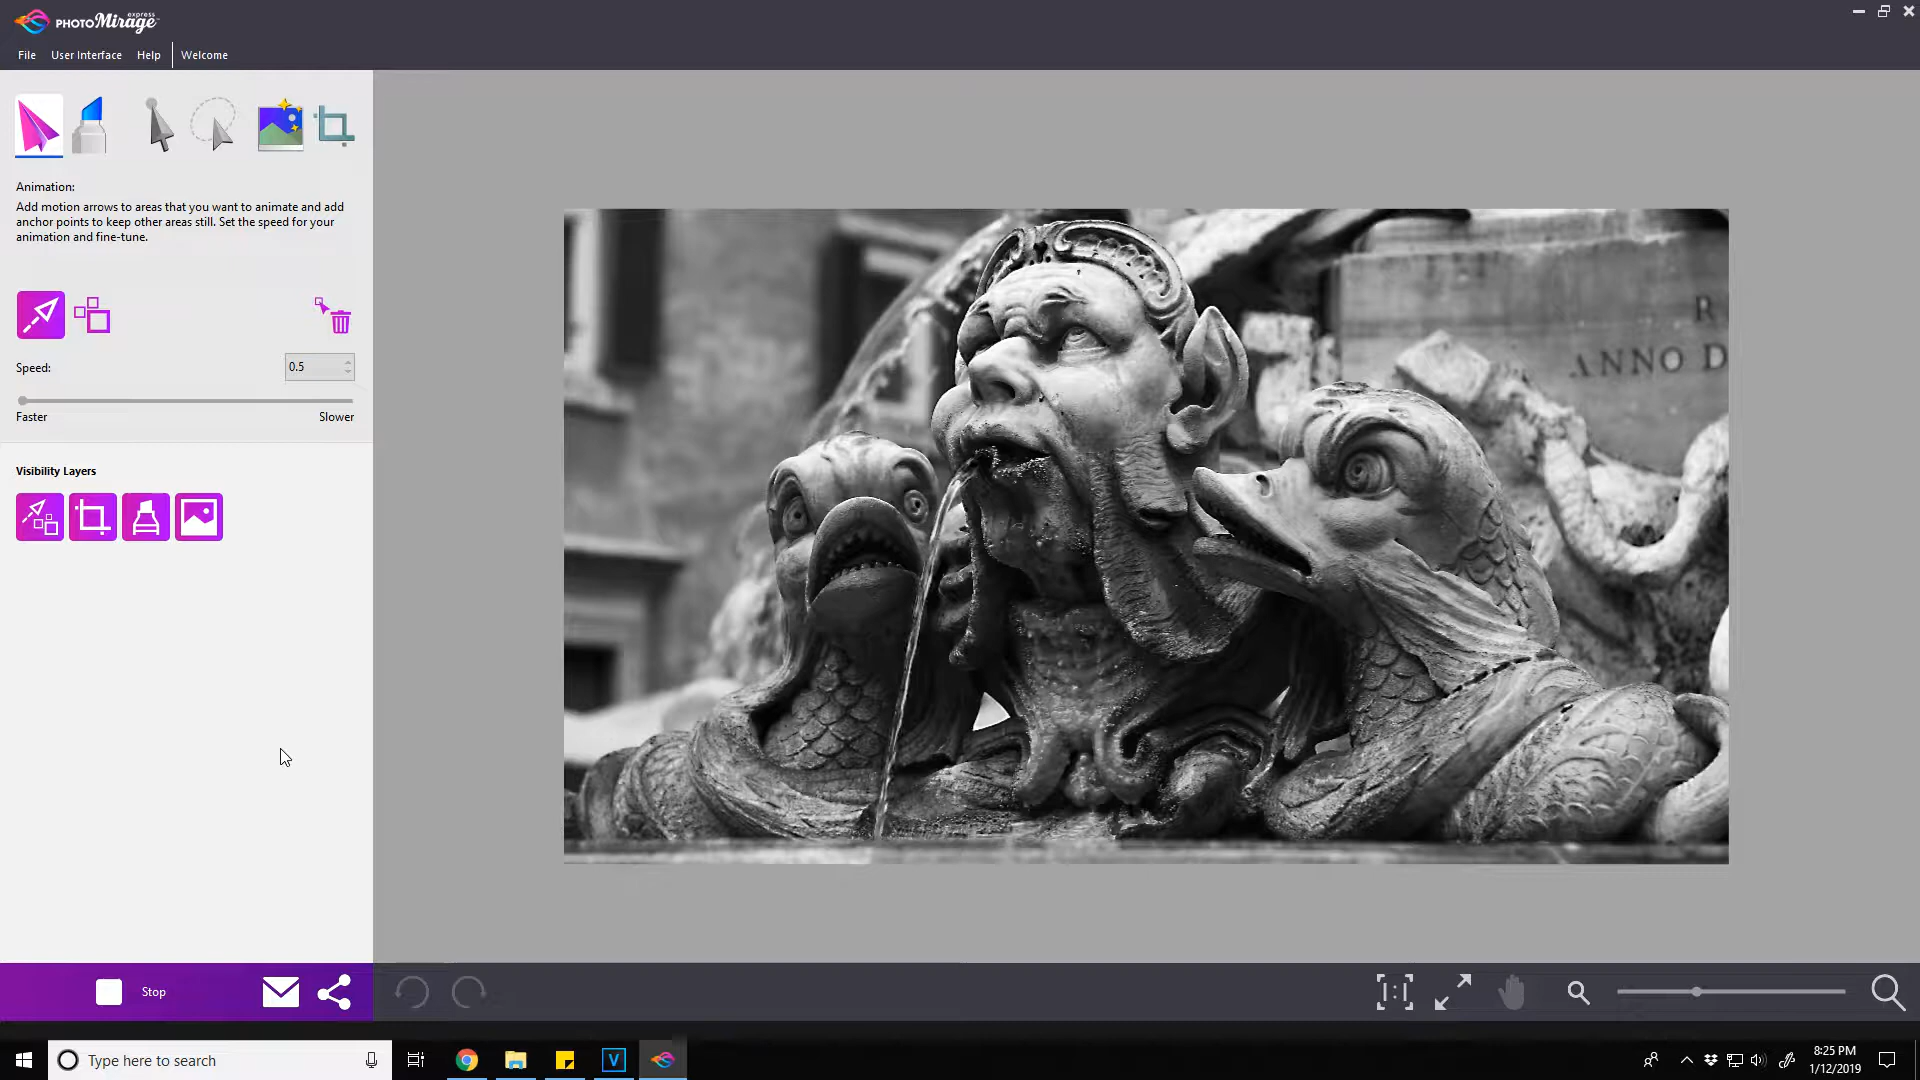 PHOTOMirage express
File User Interface Help Welcome
Animation:
Add motion arrows to areas that you want to animate and add
anchor points to keep other areas still. Set the speed for your
animation and fine-tune.
Speed: 0.5
Faster Slower
Visibility Layers
R
ANNO D
Stop
[:]
Type here to search
V
8:25 PM
1/12/2019